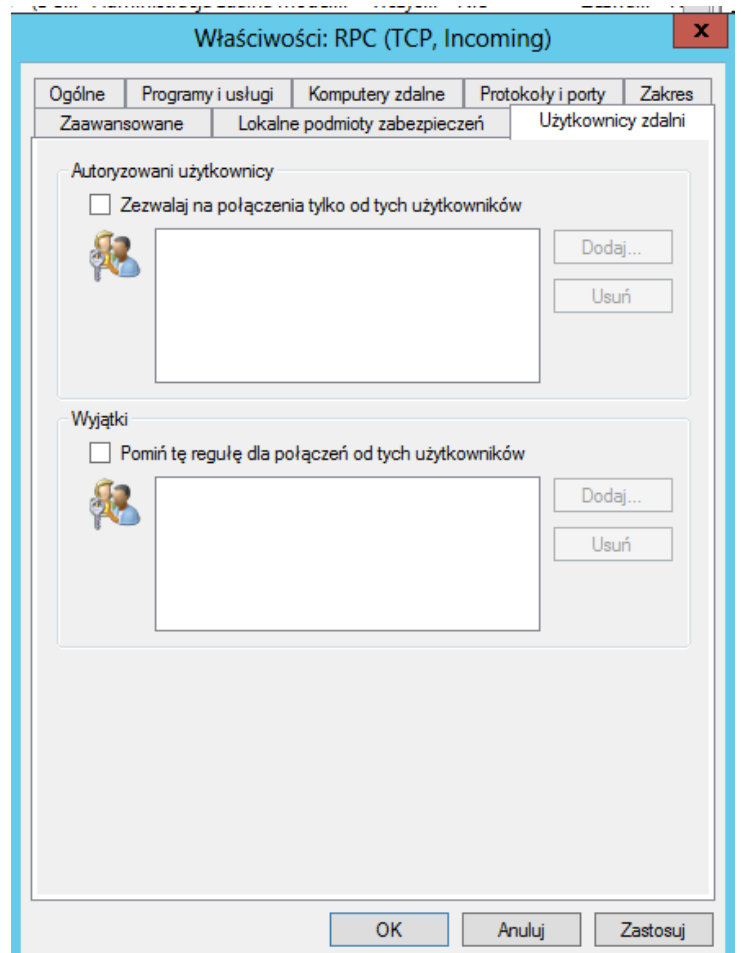 Właściwości: RPC (TCP, Incoming)
x
Ogólne Programy i usługi Komputery zdalne Protokoły i porty Zakres
Zaawansowane Lokalne podmioty zabezpieczeń Użytkownicy zdalni
Autoryzowani użytkownicy
Zezwalaj na połączenia tylko od tych użytkowników
Dodaj...
Usuń
Wyjątki
Pomiń tę regułę dla połączeń od tych użytkowników
Dodaj...
Usuń
OK Anuluj Zastosuj